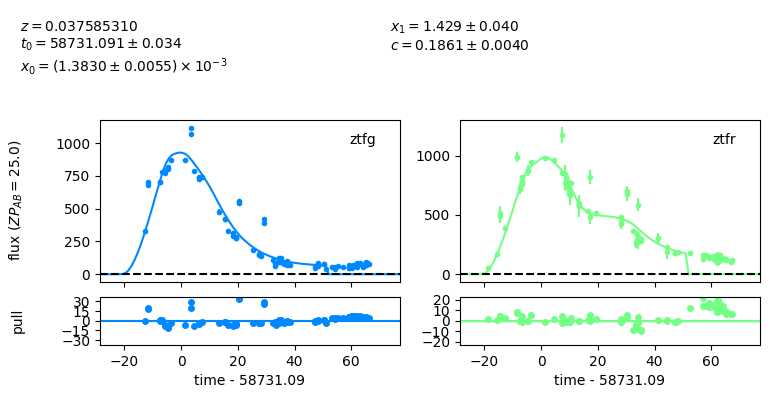 z = 0.037585310
t₀ = 58731.091 ± 0.034
x₀ = (1.3830 ± 0.0055) × 10⁻³
x₁ = 1.429 ± 0.040
c = 0.1861 ± 0.0040
flux (ZP_AB = 25.0)
1000
750
500
250
0
ztfg
1000
500
0
ztfr
pull
30
15
0
−15
−30
20
10
0
−10
−20
−20 0 20 40 60
−20 0 20 40 60
time - 58731.09
time - 58731.09